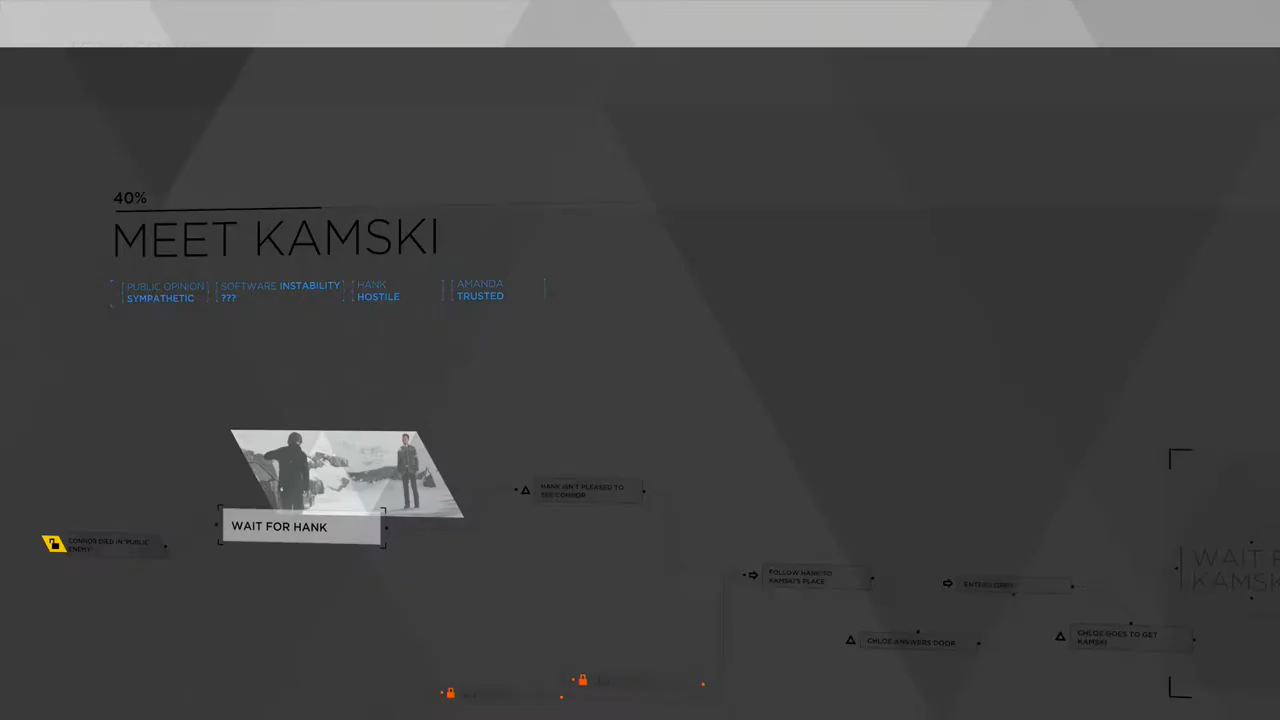 40%
MEET KAMSKI
PUBLIC OPINION
SYMPATHETIC
SOFTWARE INSTABILITY
???
HANK
HOSTILE
AMANDA
TRUSTED
HANK ISN'T PLEASED TO
SEE CONNOR
WAIT FOR HANK
CONNOR DIED IN "PUBLIC
ENEMY"
FOLLOW HANK TO
KAMSKI'S PLACE
ENTER LOBBY
WAIT F
KAMSK
CHLOE ANSWERS DOOR
CHLOE GOES TO GET
KAMSKI